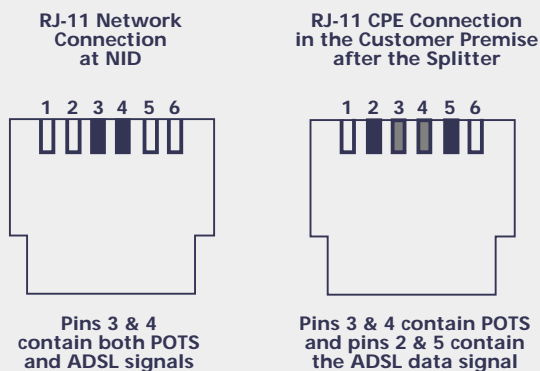 RJ-11 Network
Connection
at NID
1 2 3 4 5 6
Pins 3 & 4
contain both POTS
and ADSL signals
RJ-11 CPE Connection
in the Customer Premise
after the Splitter
1 2 3 4 5 6
Pins 3 & 4 contain POTS
and pins 2 & 5 contain
the ADSL data signal